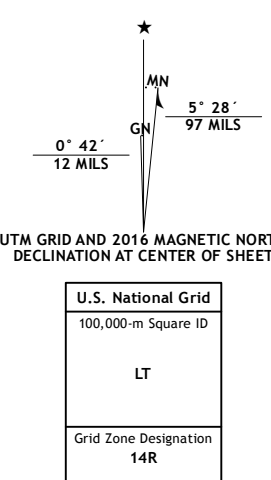 ★
MN
GN
5° 28´
97 MILS
0° 42´
12 MILS
UTM GRID AND 2016 MAGNETIC NORT
DECLINATION AT CENTER OF SHEET
U.S. National Grid
100,000-m Square ID
LT
Grid Zone Designation
14R